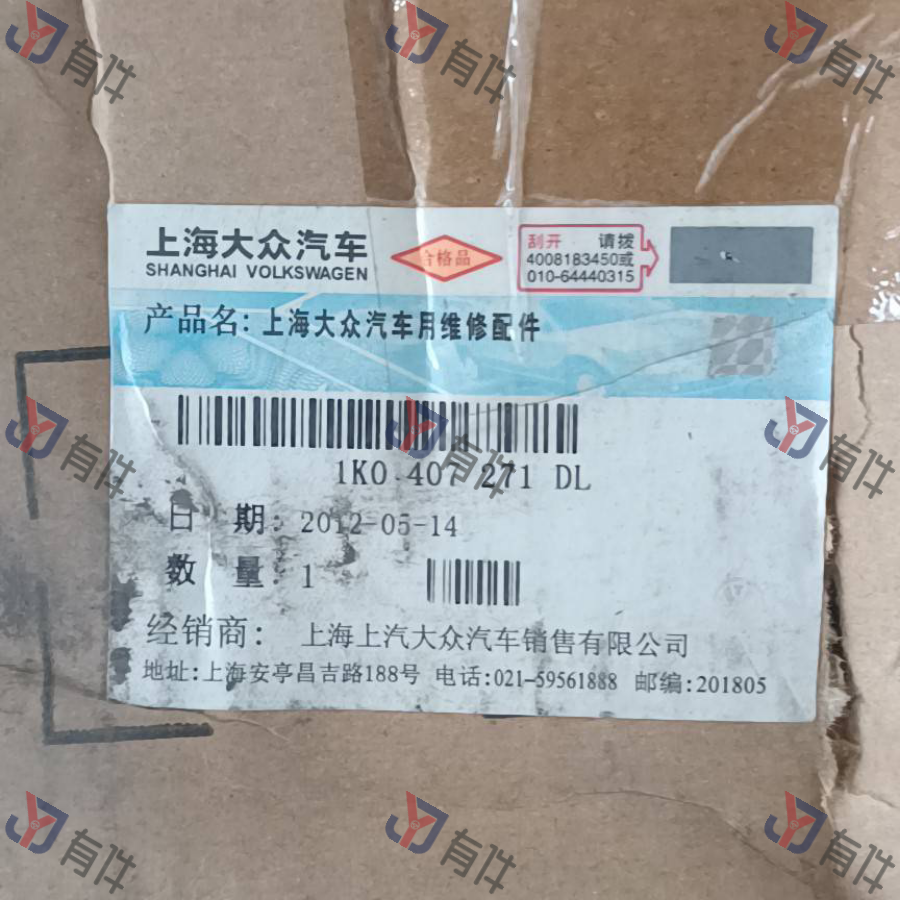 上海大众汽车
SHANGHAI VOLKSWAGEN
合格品
刮开 请拨
4008183450或
010-64440315
产品名: 上海大众汽车用维修配件
1K0 407 271 DL
日 期: 2012-05-14
数 量: 1
经销商: 上海上汽大众汽车销售有限公司
地址:上海安亭昌吉路188号 电话:021-59561888 邮编:201805
有件
有件
有件
有件
有件
有件
有件
有件
有件